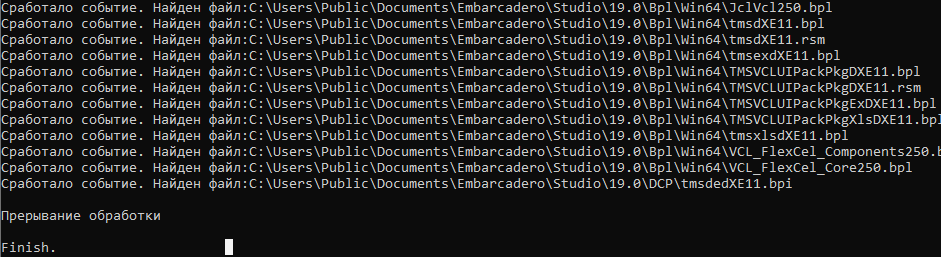 Сработало событие. Найден файл:C:\Users\Public\Documents\Embarcadero\Studio\19.0\Bpl\Win64\JclVcl250.bpl
Сработало событие. Найден файл:C:\Users\Public\Documents\Embarcadero\Studio\19.0\Bpl\Win64\tmsdXE11.bpl
Сработало событие. Найден файл:C:\Users\Public\Documents\Embarcadero\Studio\19.0\Bpl\Win64\tmsdXE11.rsm
Сработало событие. Найден файл:C:\Users\Public\Documents\Embarcadero\Studio\19.0\Bpl\Win64\tmsexdXE11.bpl
Сработало событие. Найден файл:C:\Users\Public\Documents\Embarcadero\Studio\19.0\Bpl\Win64\TMSVCLUIPackPkgDXE11.bpl
Сработало событие. Найден файл:C:\Users\Public\Documents\Embarcadero\Studio\19.0\Bpl\Win64\TMSVCLUIPackPkgDXE11.rsm
Сработало событие. Найден файл:C:\Users\Public\Documents\Embarcadero\Studio\19.0\Bpl\Win64\TMSVCLUIPackPkgExDXE11.bpl
Сработало событие. Найден файл:C:\Users\Public\Documents\Embarcadero\Studio\19.0\Bpl\Win64\TMSVCLUIPackPkgXlsDXE11.bpl
Сработало событие. Найден файл:C:\Users\Public\Documents\Embarcadero\Studio\19.0\Bpl\Win64\tmsxlsdXE11.bpl
Сработало событие. Найден файл:C:\Users\Public\Documents\Embarcadero\Studio\19.0\Bpl\Win64\VCL_FlexCel_Components250.b
Сработало событие. Найден файл:C:\Users\Public\Documents\Embarcadero\Studio\19.0\Bpl\Win64\VCL_FlexCel_Core250.bpl
Сработало событие. Найден файл:C:\Users\Public\Documents\Embarcadero\Studio\19.0\DCP\tmsdedXE11.bpi
Прерывание обработки
Finish.